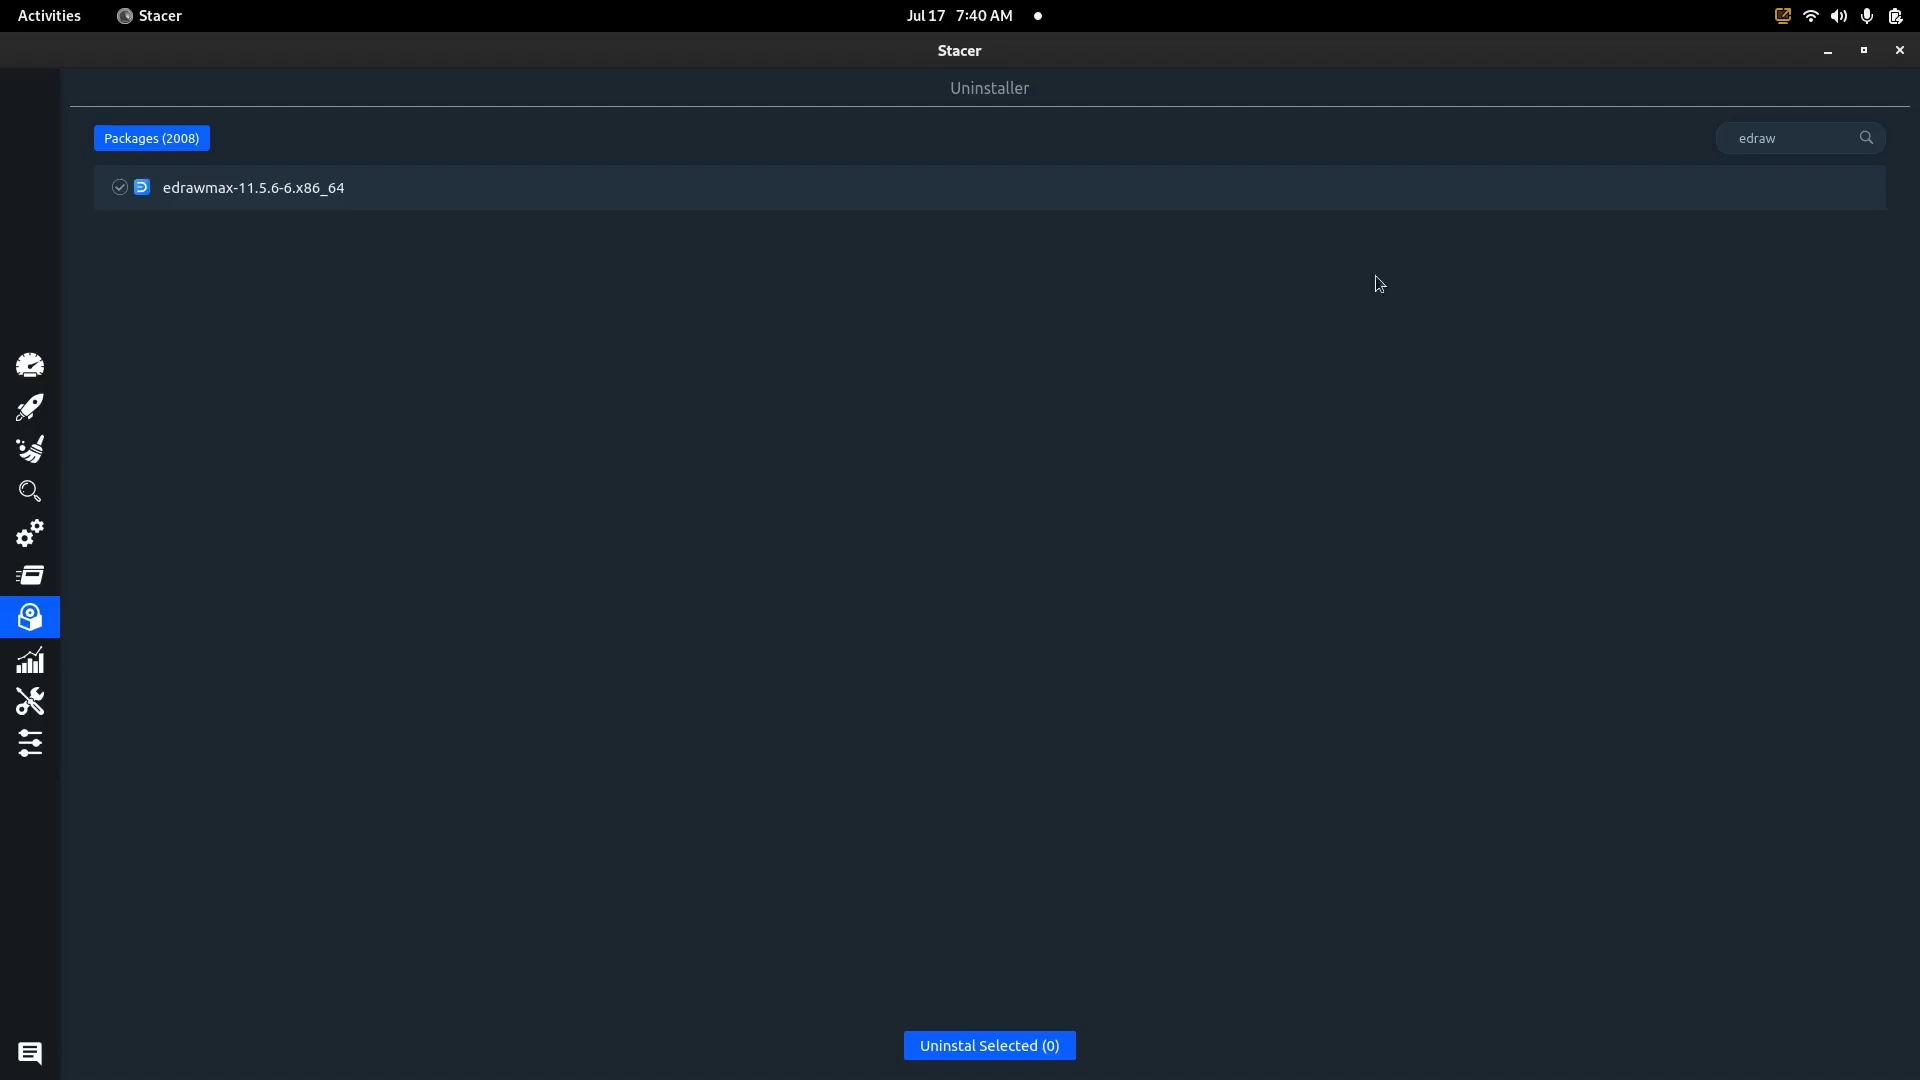 Activities Stacer Jul 17 7:40 AM
Stacer
Uninstaller
Packages (2008) edraw
edrawmax-11.5.6-6.x86_64
Uninstal Selected (0)